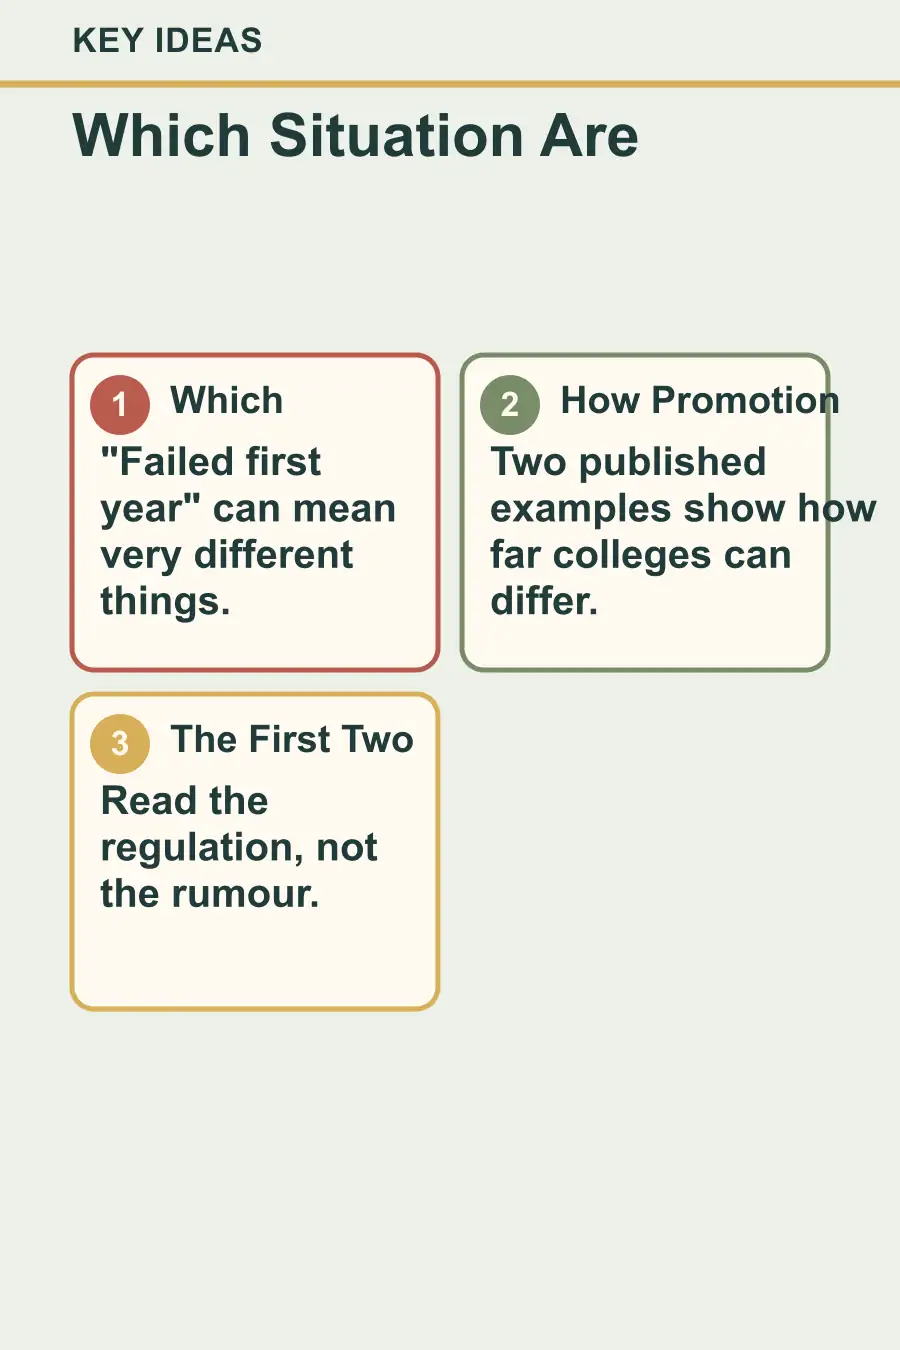 KEY IDEAS
Which Situation Are
1 Which
"Failed first
year" can mean
very different
things.
2 How Promotion
Two published
examples show how
far colleges can
differ.
3 The First Two
Read the
regulation, not
the rumour.